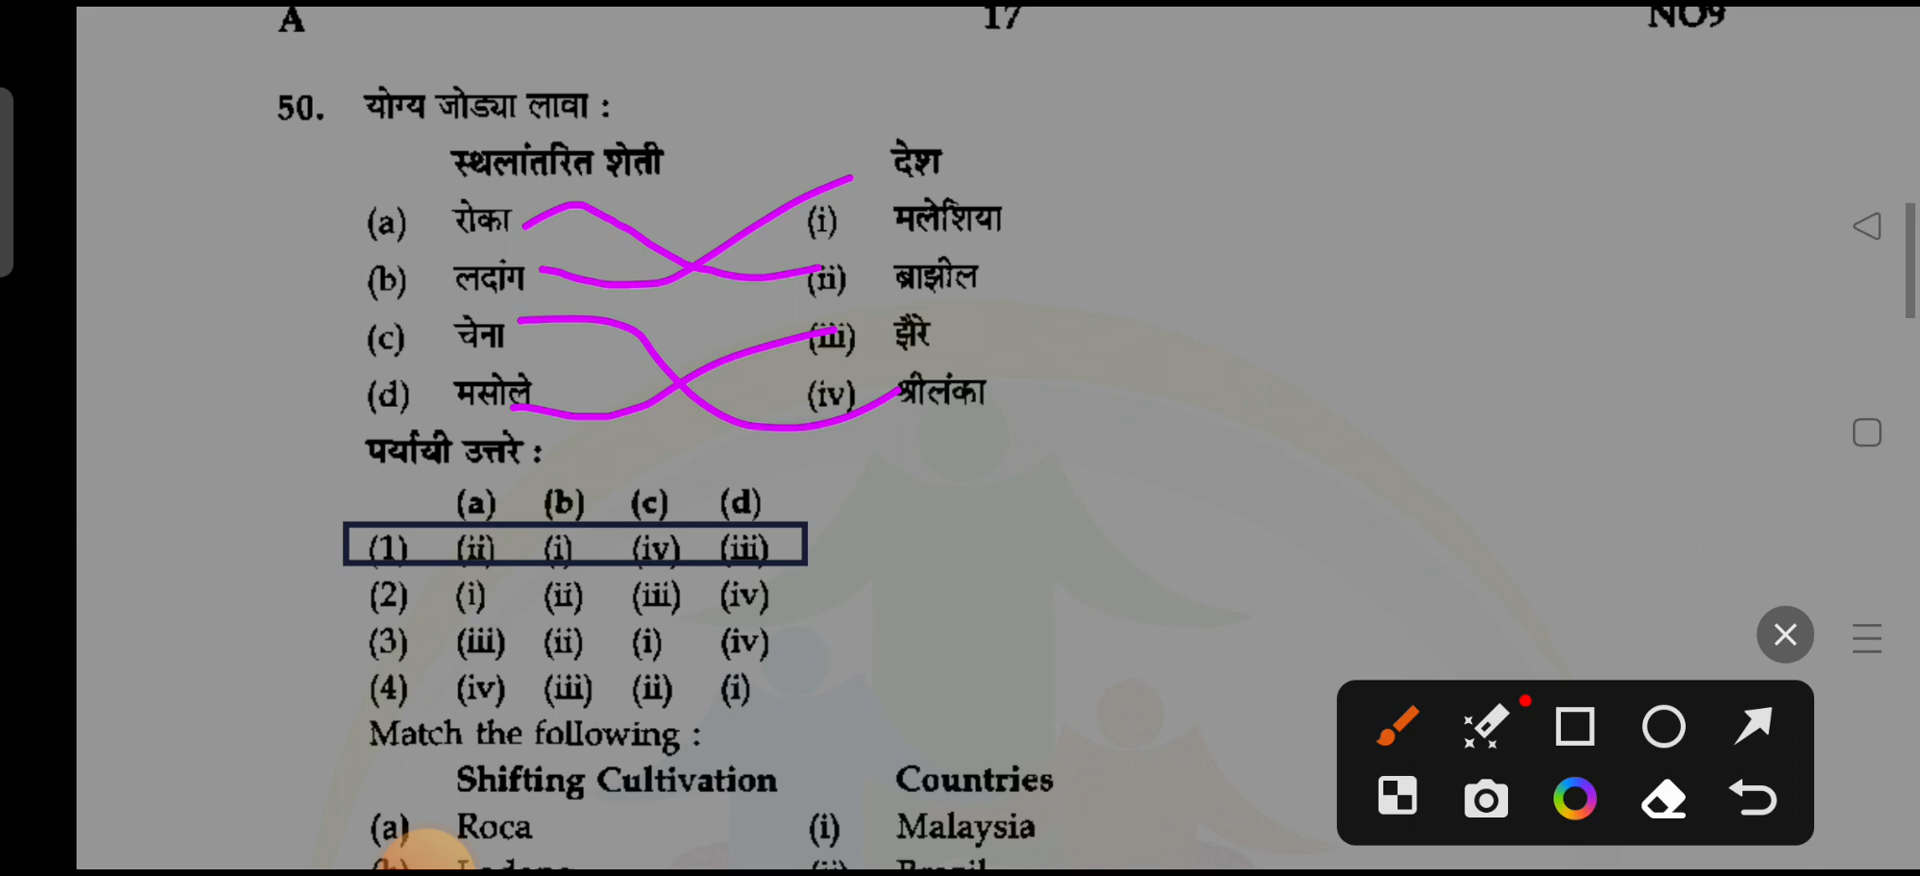 A 17 NO9
50. योग्य जोड्या लावा :
स्थलांतरित शेती देश
(a) रोका (i) मलेशिया
(b) लदांग (ii) ब्राझील
(c) चेना (iii) झैरे
(d) मसोले (iv) श्रीलंका
पर्यायी उत्तरे :
(a) (b) (c) (d)
(1) (ii) (i) (iv) (iii)
(2) (i) (ii) (iii) (iv)
(3) (iii) (ii) (i) (iv)
(4) (iv) (iii) (ii) (i)
Match the following :
Shifting Cultivation Countries
(a) Roca (i) Malaysia